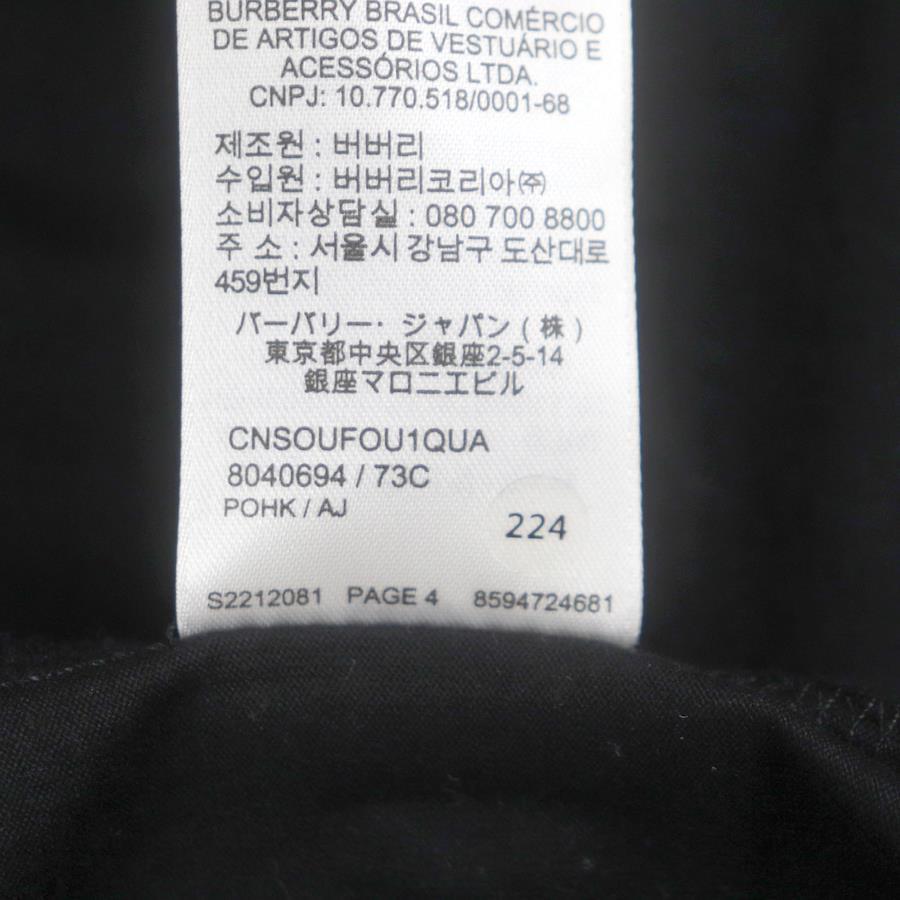 BURBERRY BRASIL COMÉRCIO
DE ARTIGOS DE VESTUÁRIO E
ACESSÓRIOS LTDA.
CNPJ: 10.770.518/0001-68
제조원 : 버버리
수입원 : 버버리코리아㈜
소비자상담실 : 080 700 8800
주 소 : 서울시 강남구 도산대로
459번지
バーバリー・ジャパン ( 株 )
東京都中央区銀座2-5-14
銀座マロニエビル
CNSOUFOU1QUA
8040694 / 73C
POHK / AJ
224
S2212081 PAGE 4 8594724681